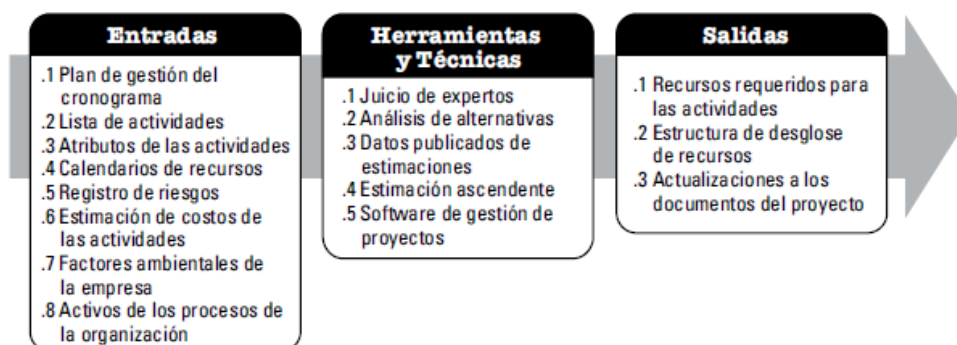 Entradas
.1 Plan de gestión del
cronograma
.2 Lista de actividades
.3 Atributos de las actividades
.4 Calendarios de recursos
.5 Registro de riesgos
.6 Estimación de costos de
las actividades
.7 Factores ambientales de
la empresa
.8 Activos de los procesos de
la organización
Herramientas
y Técnicas
.1 Juicio de expertos
.2 Análisis de alternativas
.3 Datos publicados de
estimaciones
.4 Estimación ascendente
.5 Software de gestión de
proyectos
Salidas
.1 Recursos requeridos para
las actividades
.2 Estructura de desglose
de recursos
.3 Actualizaciones a los
documentos del proyecto